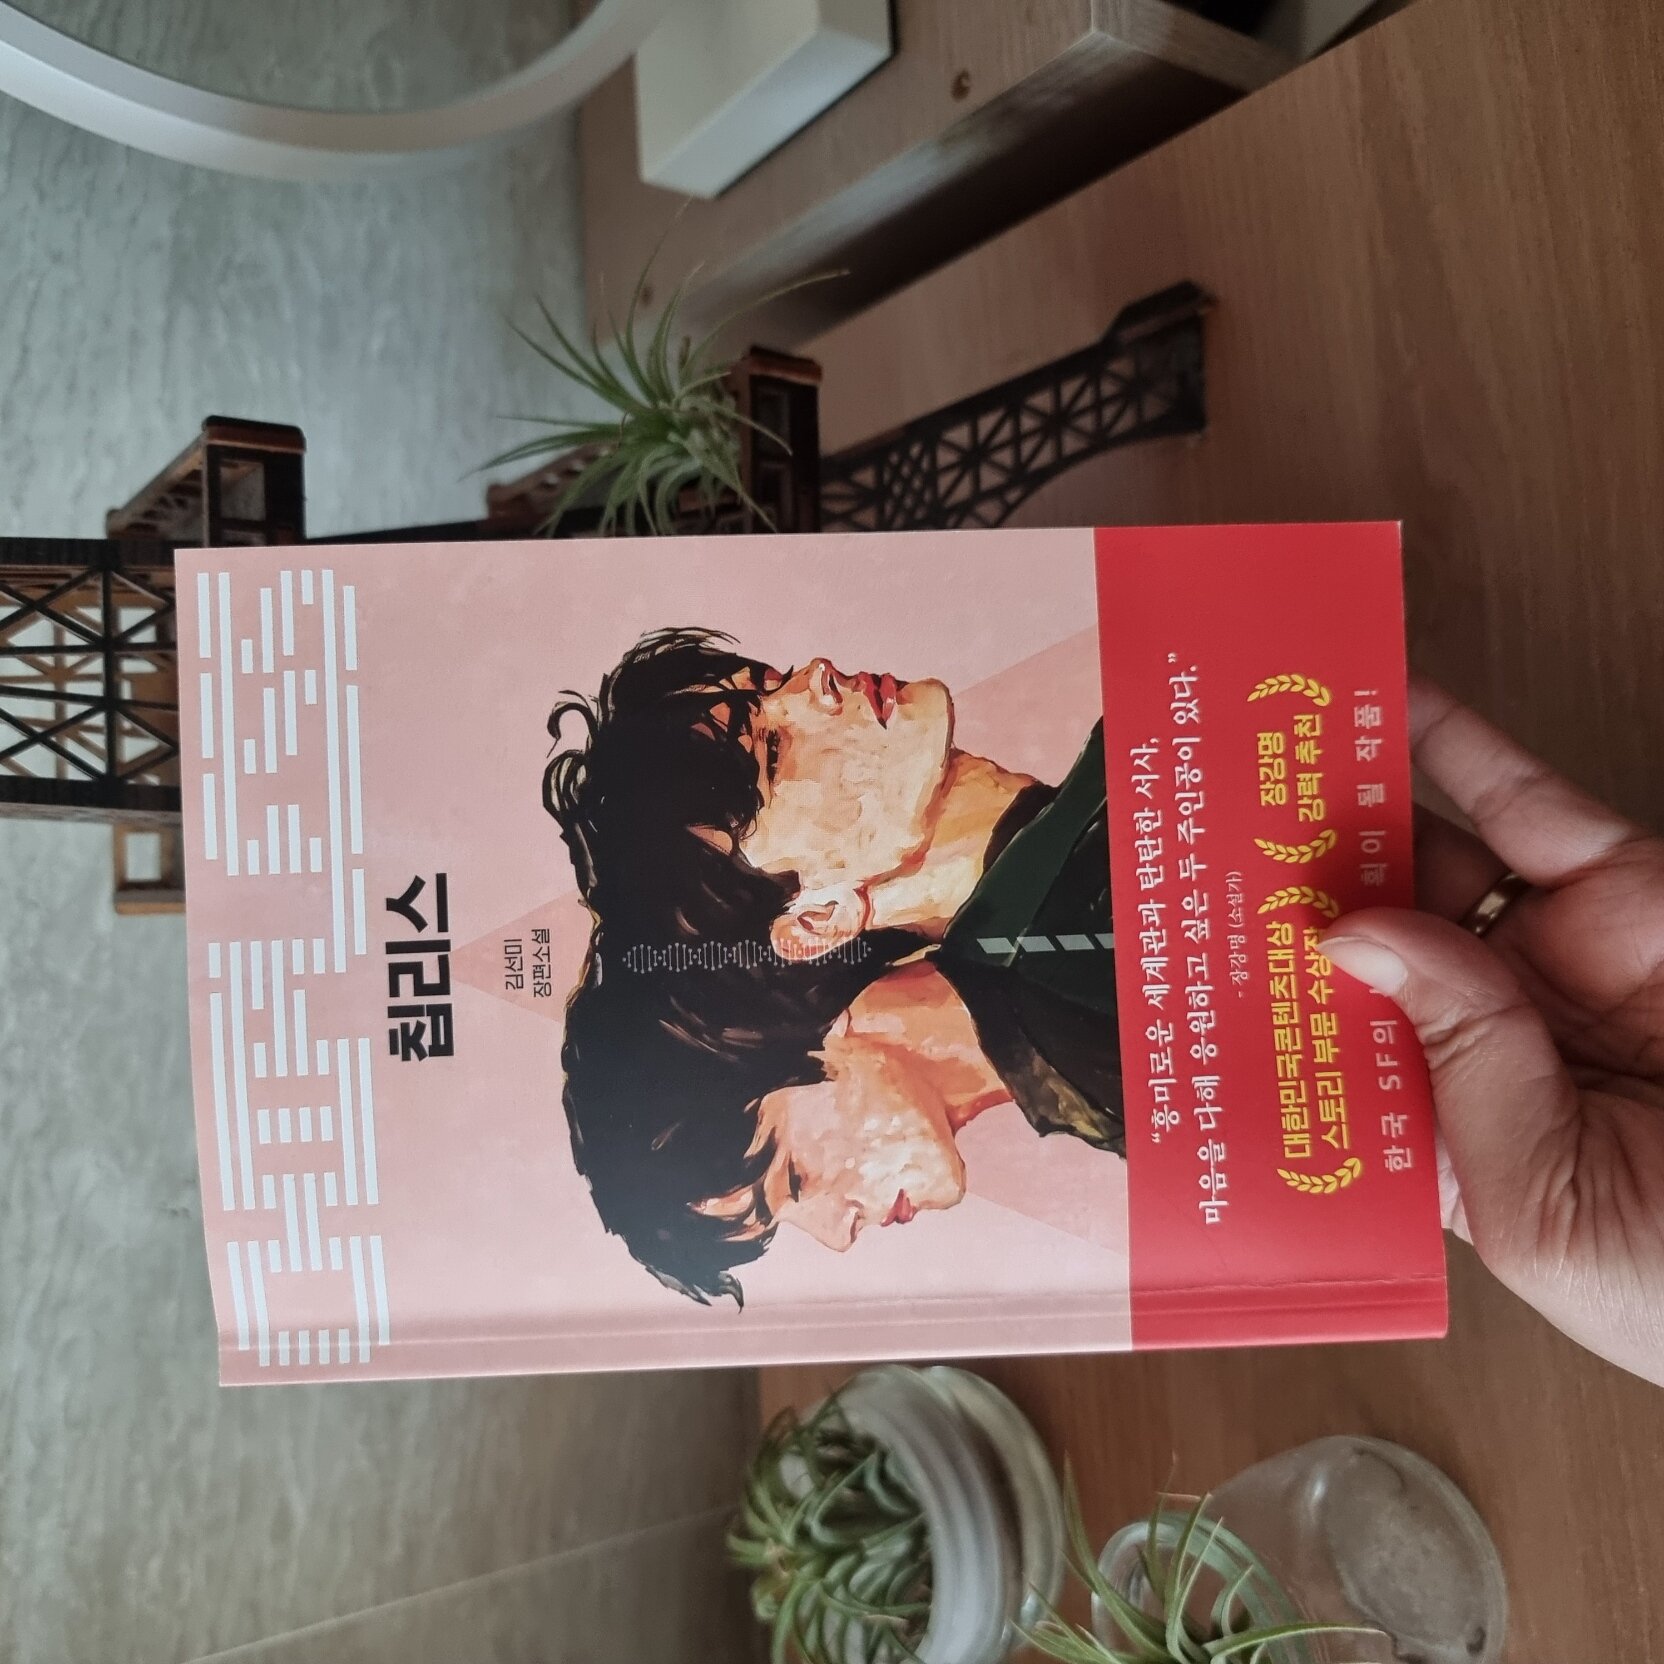 CHIPLESS
칩리스
김선미
장편소설
“흥미로운 세계관과 탄탄한 서사,
마음을 다해 응원하고 싶은 두 주인공이 있다.”
- 장강명 (소설가)
대한민국콘텐츠대상
스토리 부문 수상작
장강명
강력 추천
한국 SF의 획이 될 작품!